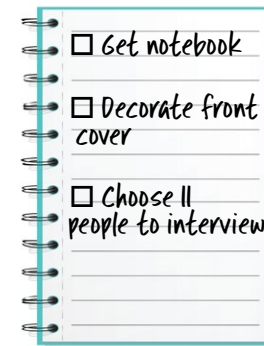 ☐ Get notebook
☐ Decorate front
cover
☐ Choose 11
people to interview